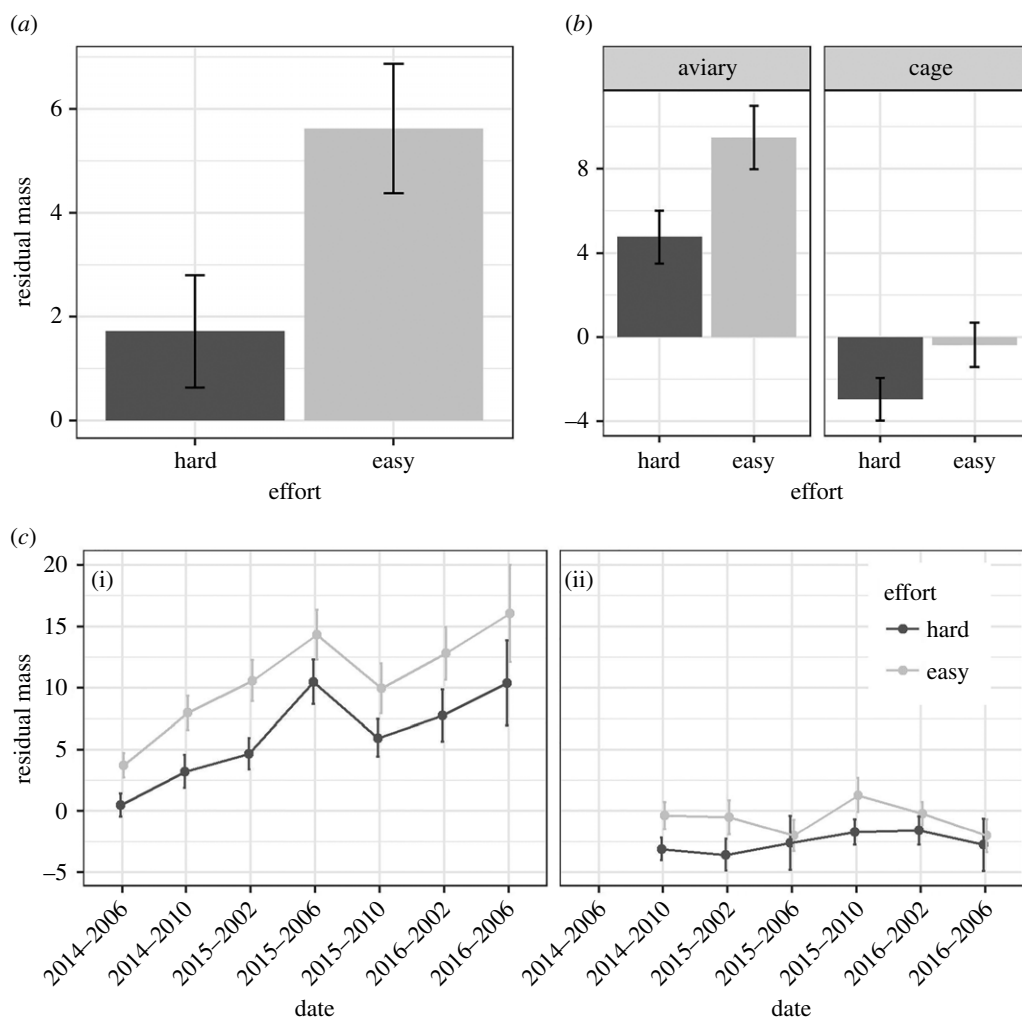 (a)
6
4
2
0
residual mass
hard easy
effort
(b)
aviary cage
8
4
0
–4
hard easy hard easy
effort
(c)
20
15
10
5
0
–5
residual mass
(i)
2014–2006 2014–2010 2015–2002 2015–2006 2015–2010 2016–2002 2016–2006
date
(ii)
effort
hard
easy
2014–2006 2014–2010 2015–2002 2015–2006 2015–2010 2016–2002 2016–2006
date